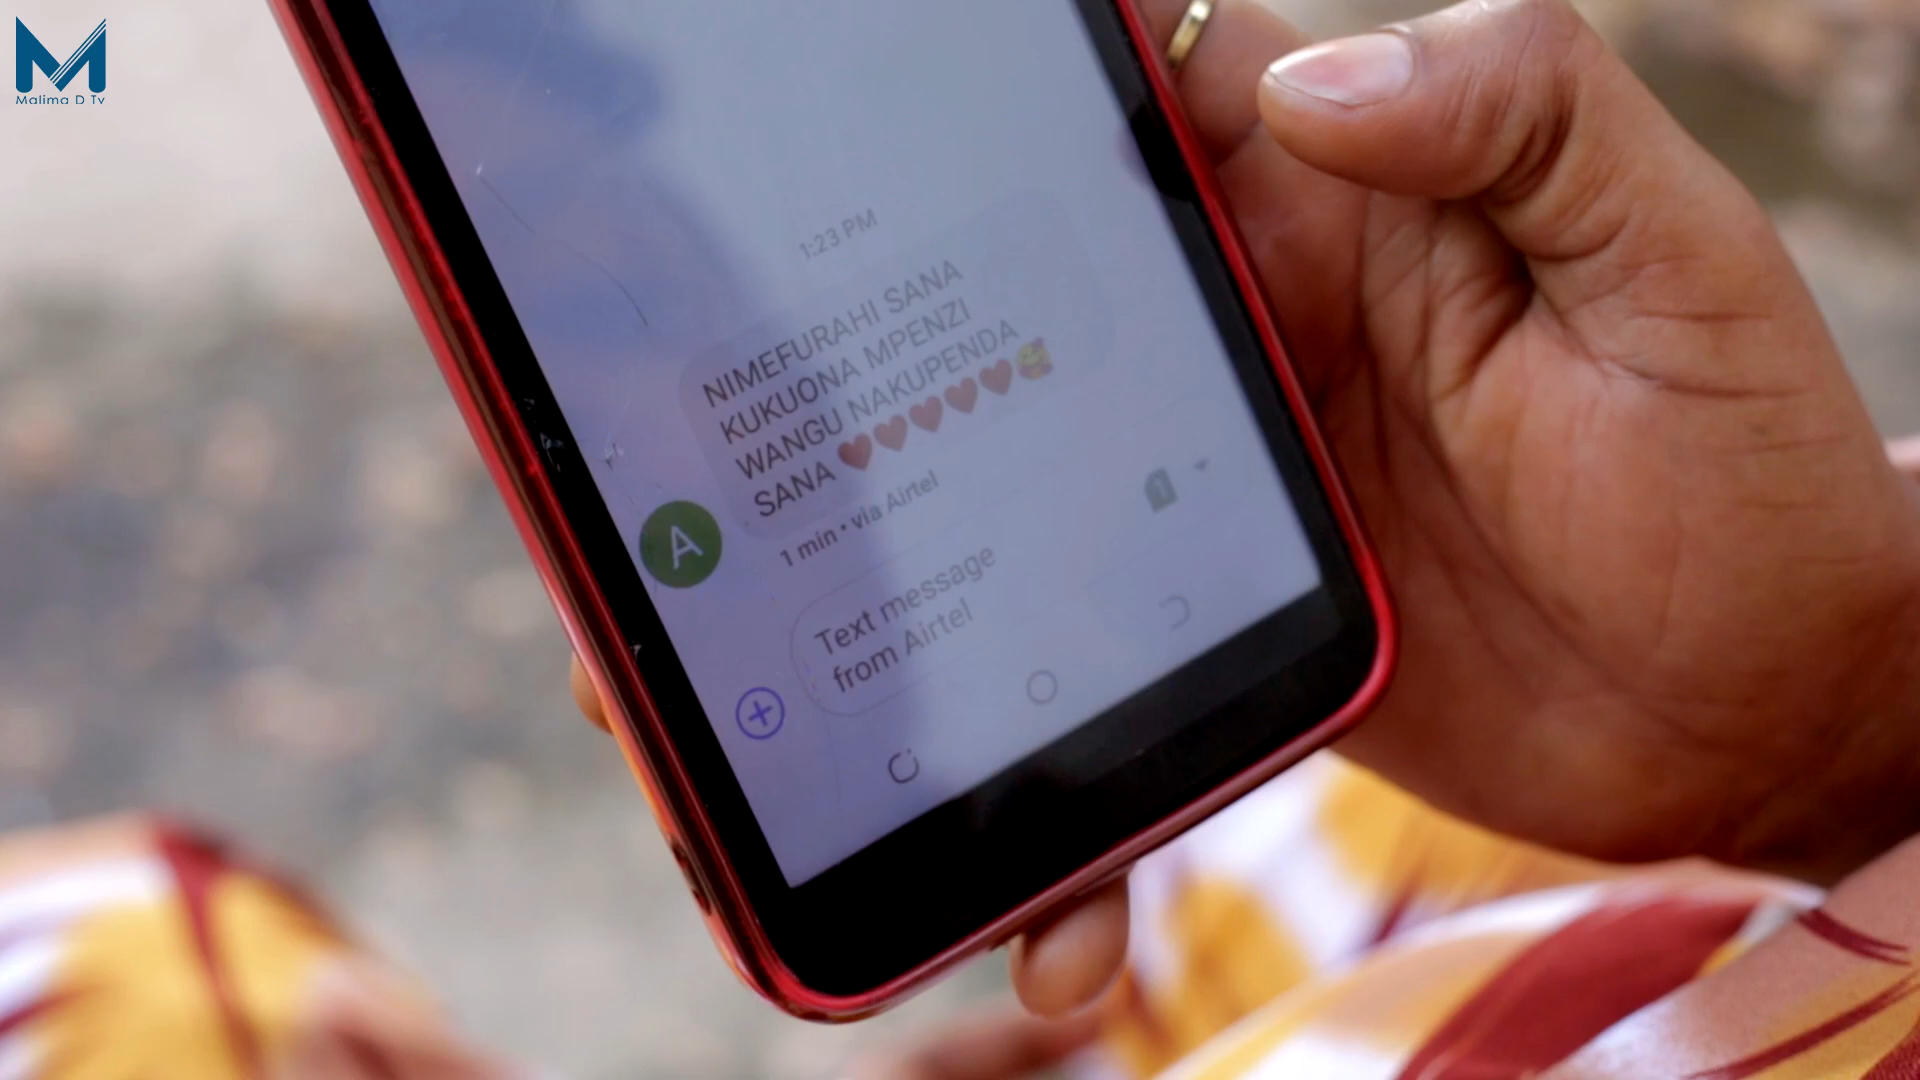 Malima D Tv
1:23 PM
NIMEFURAHI SANA
KUKUONA MPENZI
WANGU NAKUPENDA
SANA ❤❤❤❤❤🥰
1 min • via Airtel
A
1
Text message
from Airtel